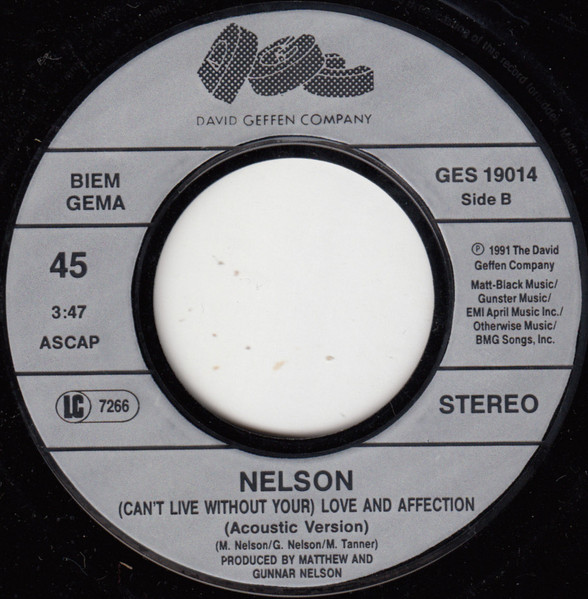 DAVID GEFFEN COMPANY
BIEM
GEMA
GES 19014
Side B
45
3:47
ASCAP
℗ 1991 The David
Geffen Company
Matt-Black Music/
Gunster Music/
EMI April Music Inc./
Otherwise Music/
BMG Songs, Inc.
LC 7266
STEREO
NELSON
(CAN'T LIVE WITHOUT YOUR) LOVE AND AFFECTION
(Acoustic Version)
(M. Nelson/G. Nelson/M. Tanner)
PRODUCED BY MATTHEW AND
GUNNAR NELSON